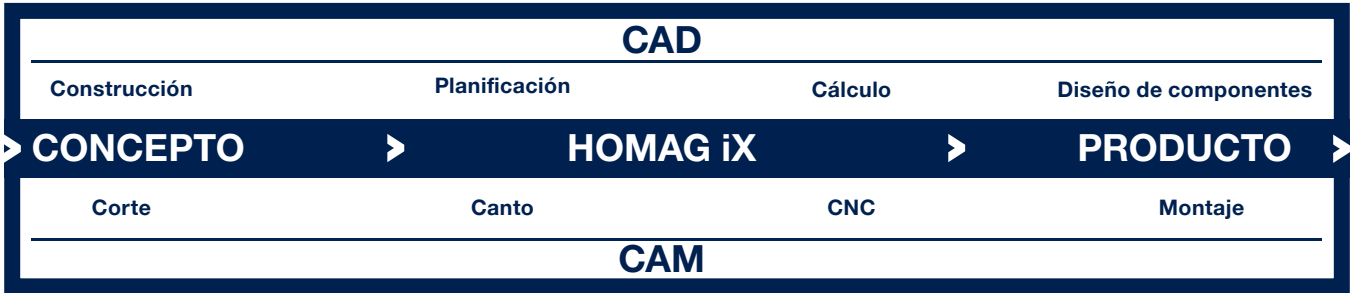 CAD
Construcción Planificación Cálculo Diseño de componentes
> CONCEPTO > HOMAG iX > PRODUCTO >
Corte Canto CNC Montaje
CAM